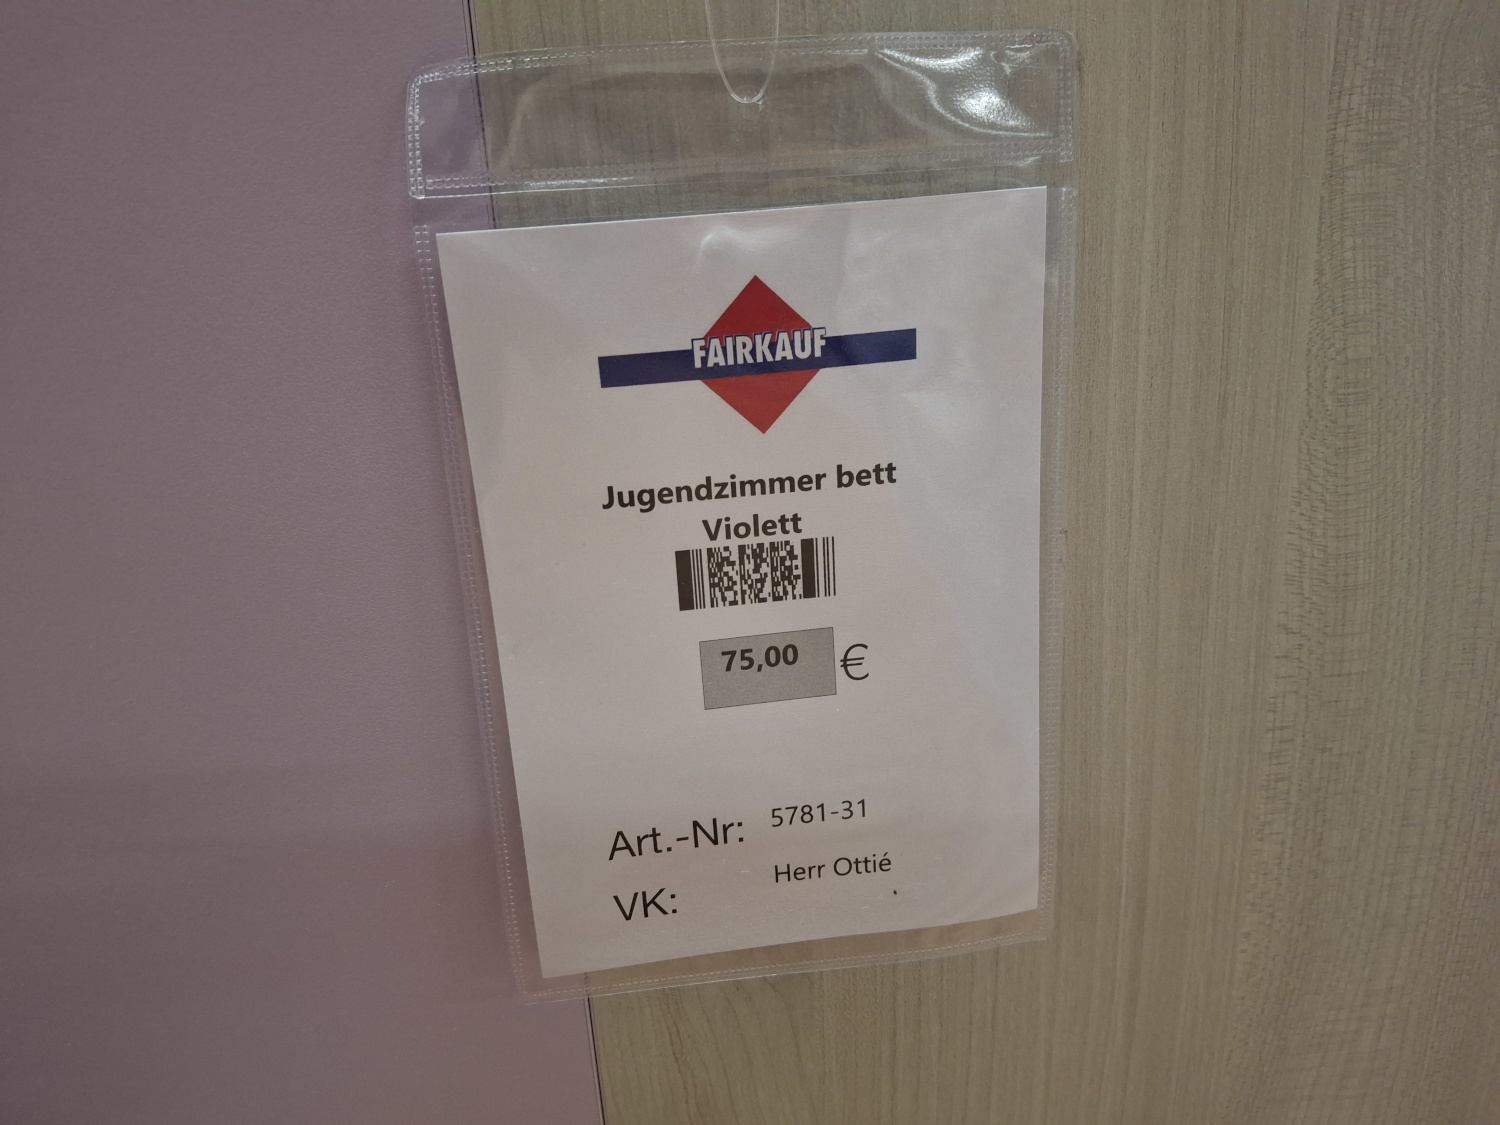 FAIRKAUF
Jugendzimmer bett
Violett
75,00 €
Art.-Nr: 5781-31
VK: Herr Ottié